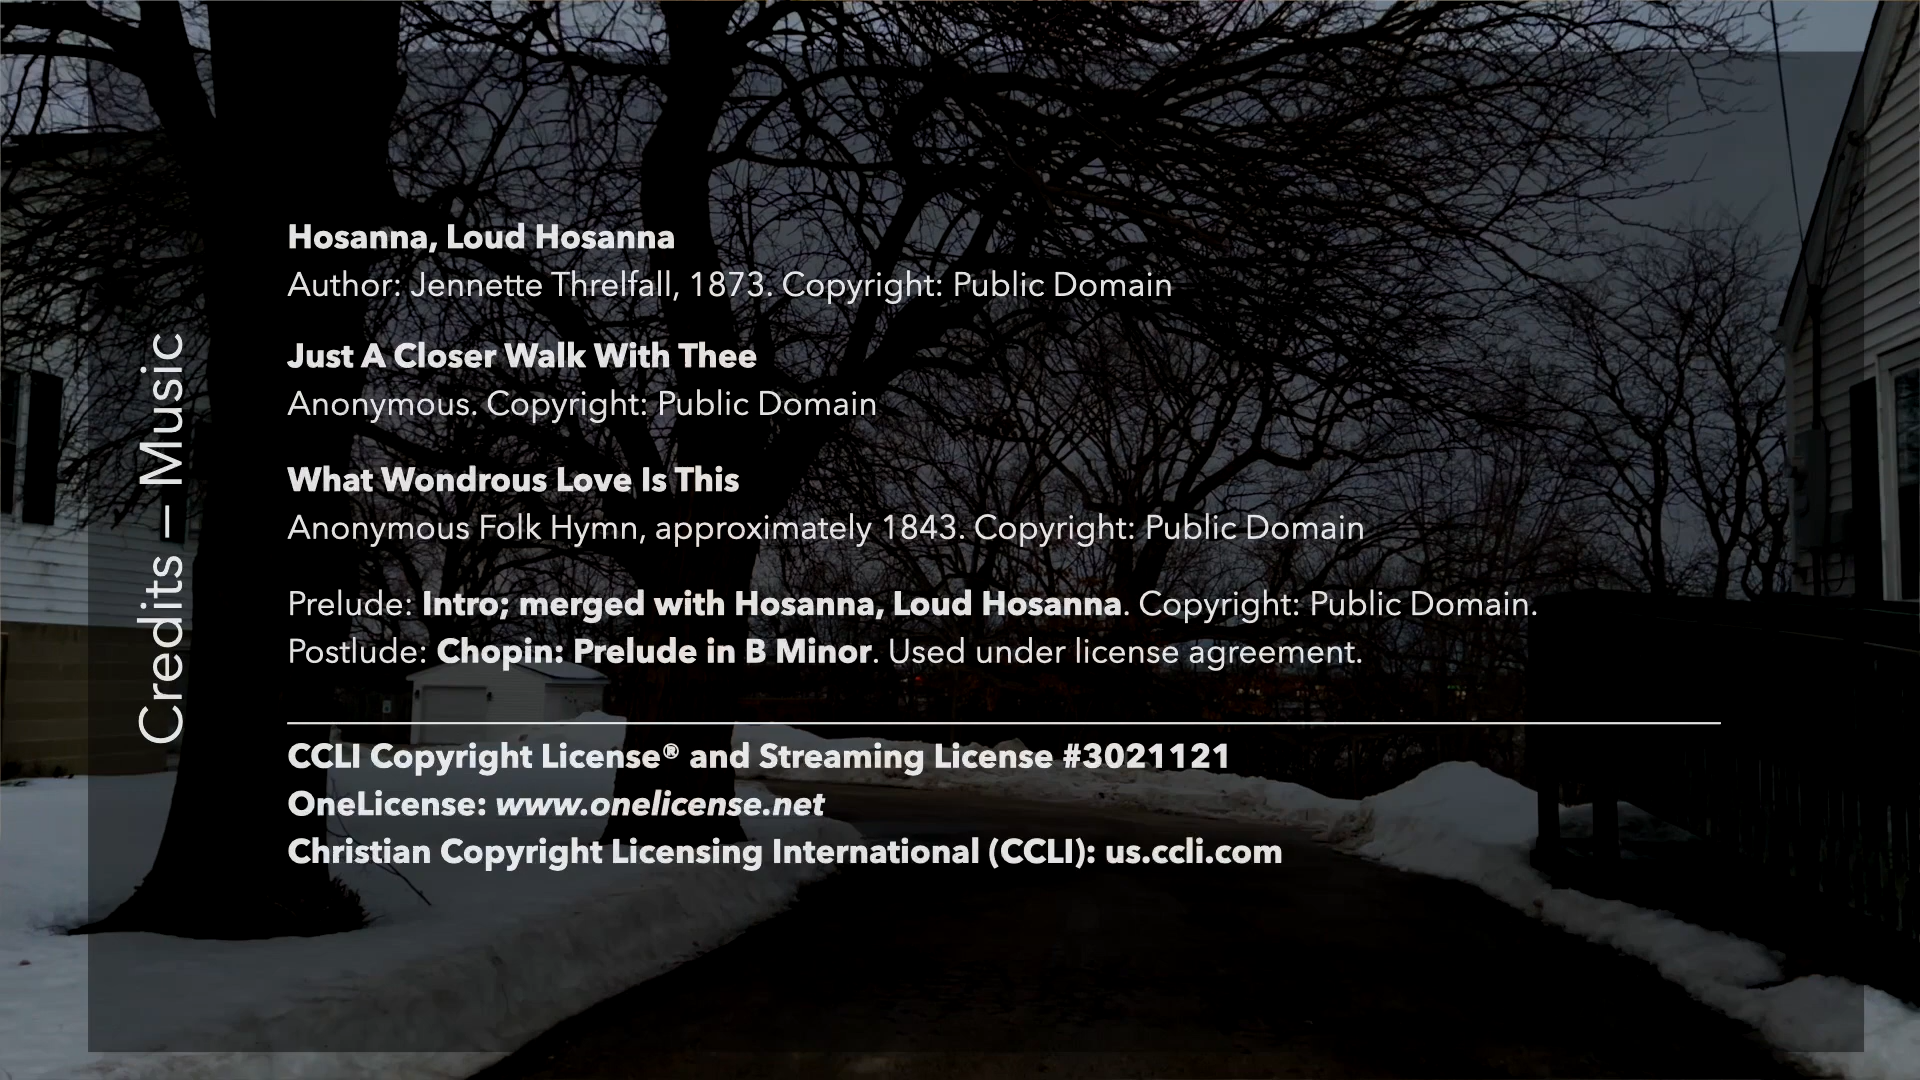 Credits – Music
Hosanna, Loud Hosanna
Author: Jennette Threlfall, 1873. Copyright: Public Domain
Just A Closer Walk With Thee
Anonymous. Copyright: Public Domain
What Wondrous Love Is This
Anonymous Folk Hymn, approximately 1843. Copyright: Public Domain
Prelude: Intro; merged with Hosanna, Loud Hosanna. Copyright: Public Domain.
Postlude: Chopin: Prelude in B Minor. Used under license agreement.
CCLI Copyright License® and Streaming License #3021121
OneLicense: www.onelicense.net
Christian Copyright Licensing International (CCLI): us.ccli.com